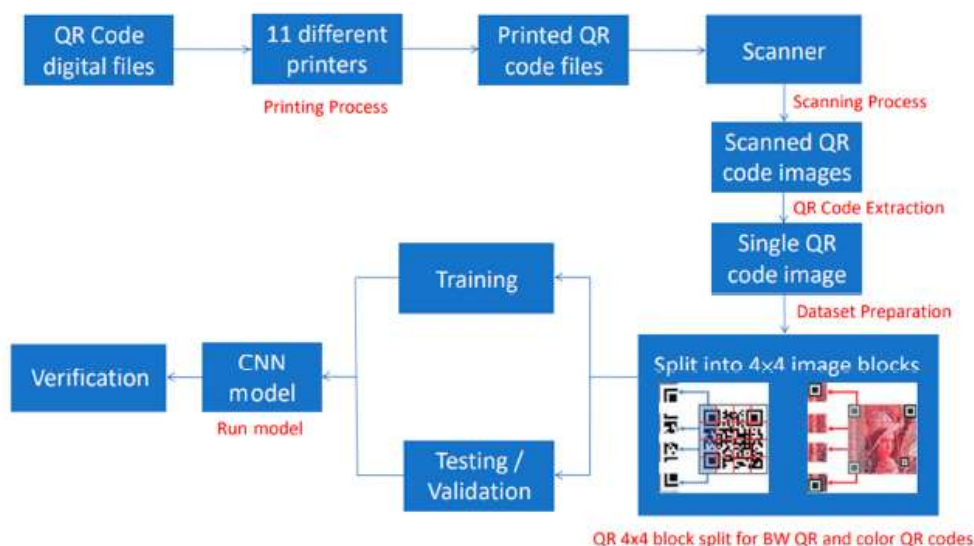 QR Code
digital files
11 different
printers
Printed QR
code files
Scanner
Printing Process
Scanning Process
Scanned QR
code images
QR Code Extraction
Single QR
code image
Dataset Preparation
Training
Split into 4x4 image blocks
Verification
CNN
model
Run model
Testing /
Validation
QR 4x4 block split for BW QR and color QR codes